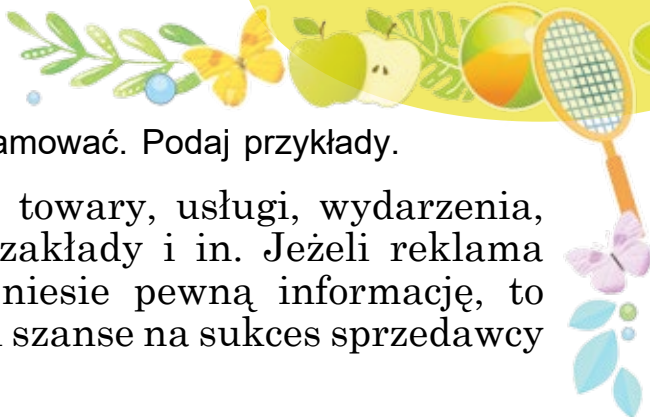 amować. Podaj przykłady.
towary, usługi, wydarzenia,
zakłady i in. Jeżeli reklama
niesie pewną informację, to
szanse na sukces sprzedawcy